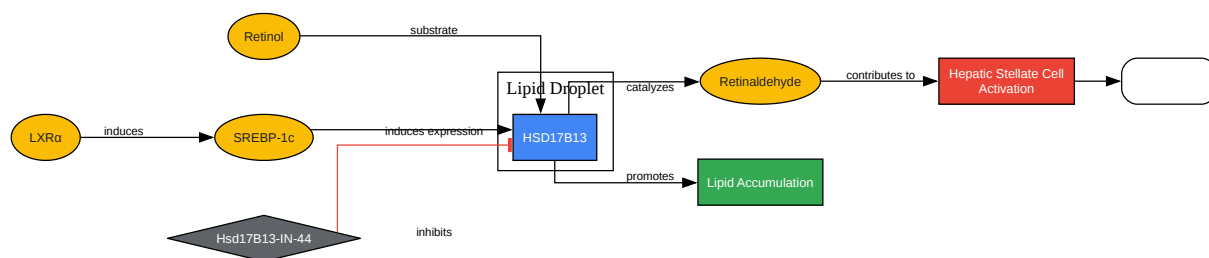 Retinol
substrate
Lipid Droplet
LXRα
induces
SREBP-1c
induces expression
HSD17B13
catalyzes
Retinaldehyde
contributes to
Hepatic Stellate Cell
Activation
promotes
Lipid Accumulation
Hsd17B13-IN-44
inhibits